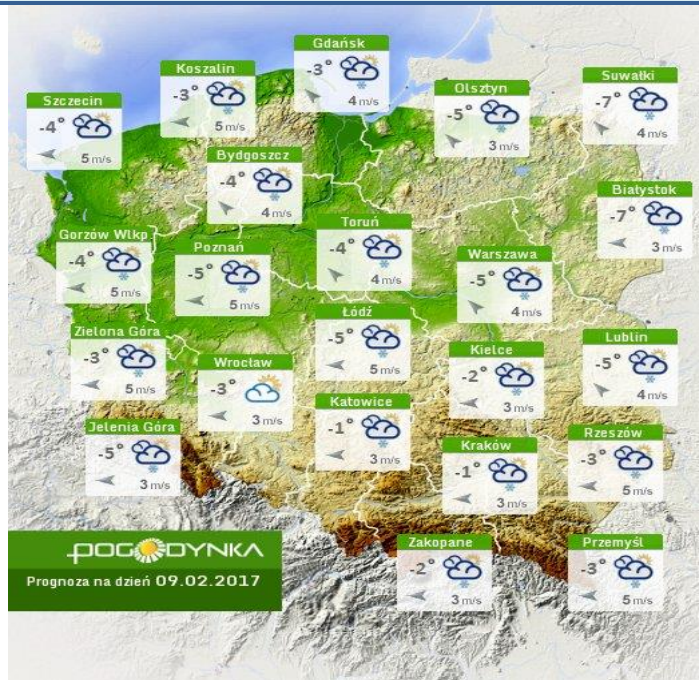 Gdańsk
-3°
4 m/s
Koszalin
-3°
5 m/s
Suwałki
-7°
4 m/s
Olsztyn
-5°
3 m/s
Szczecin
-4°
5 m/s
Bydgoszcz
-4°
4 m/s
Białystok
-7°
3 m/s
Toruń
-4°
4 m/s
Gorzów Wlkp
-4°
5 m/s
Poznań
-5°
5 m/s
Warszawa
-5°
4 m/s
Łódź
-5°
5 m/s
Zielona Góra
-3°
5 m/s
Lublin
-5°
4 m/s
Kielce
-2°
3 m/s
Wrocław
-3°
3 m/s
Katowice
-1°
3 m/s
Jelenia Góra
-5°
3 m/s
Rzeszów
-3°
5 m/s
Kraków
-1°
3 m/s
Zakopane
-2°
3 m/s
Przemyśl
-3°
5 m/s
POGODYNKA
Prognoza na dzień 09.02.2017